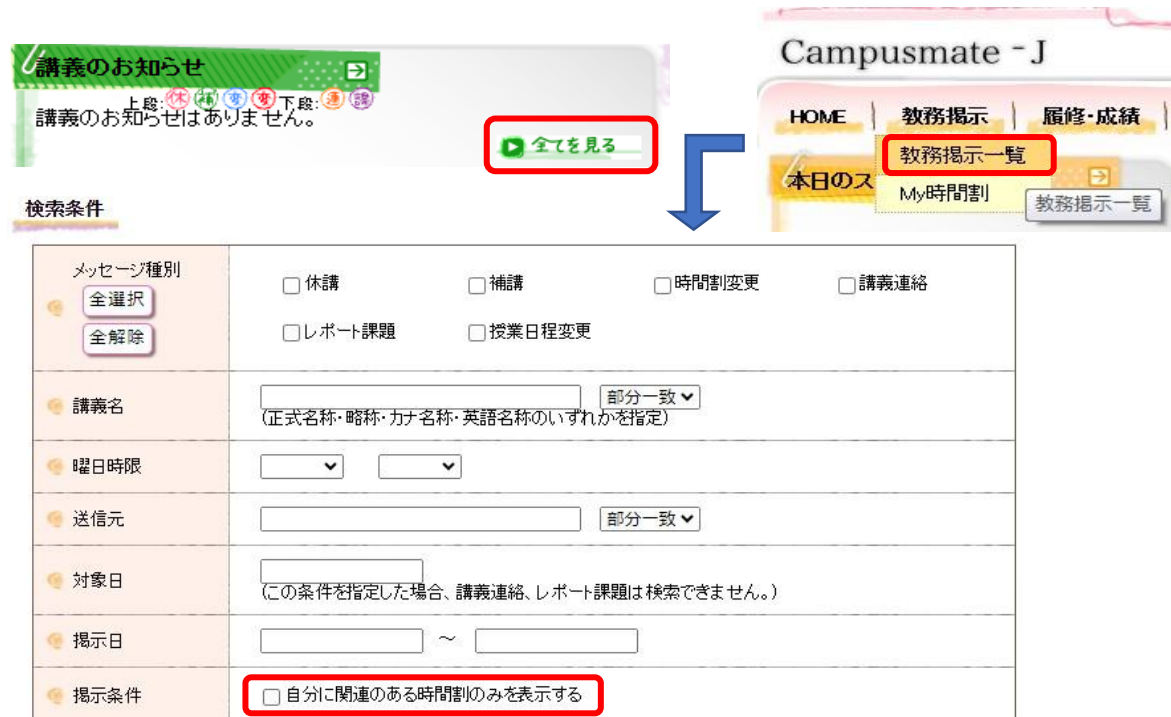 講義のお知らせ
上段:休補変変下段:連講
講義のお知らせはありません。
全てを見る
Campusmate-J
HOME | 教務掲示 | 履修・成績 |
教務掲示一覧
本日のス
My時間割
教務掲示一覧
検索条件
メッセージ種別
全選択
全解除
休講 補講 時間割変更 講義連絡
レポート課題 授業日程変更
講義名 部分一致
(正式名称・略称・カナ名称・英語名称のいずれかを指定)
曜日時限
送信元 部分一致
対象日
(この条件を指定した場合、講義連絡、レポート課題は検索できません。)
掲示日 ～
掲示条件 自分に関連のある時間割のみを表示する